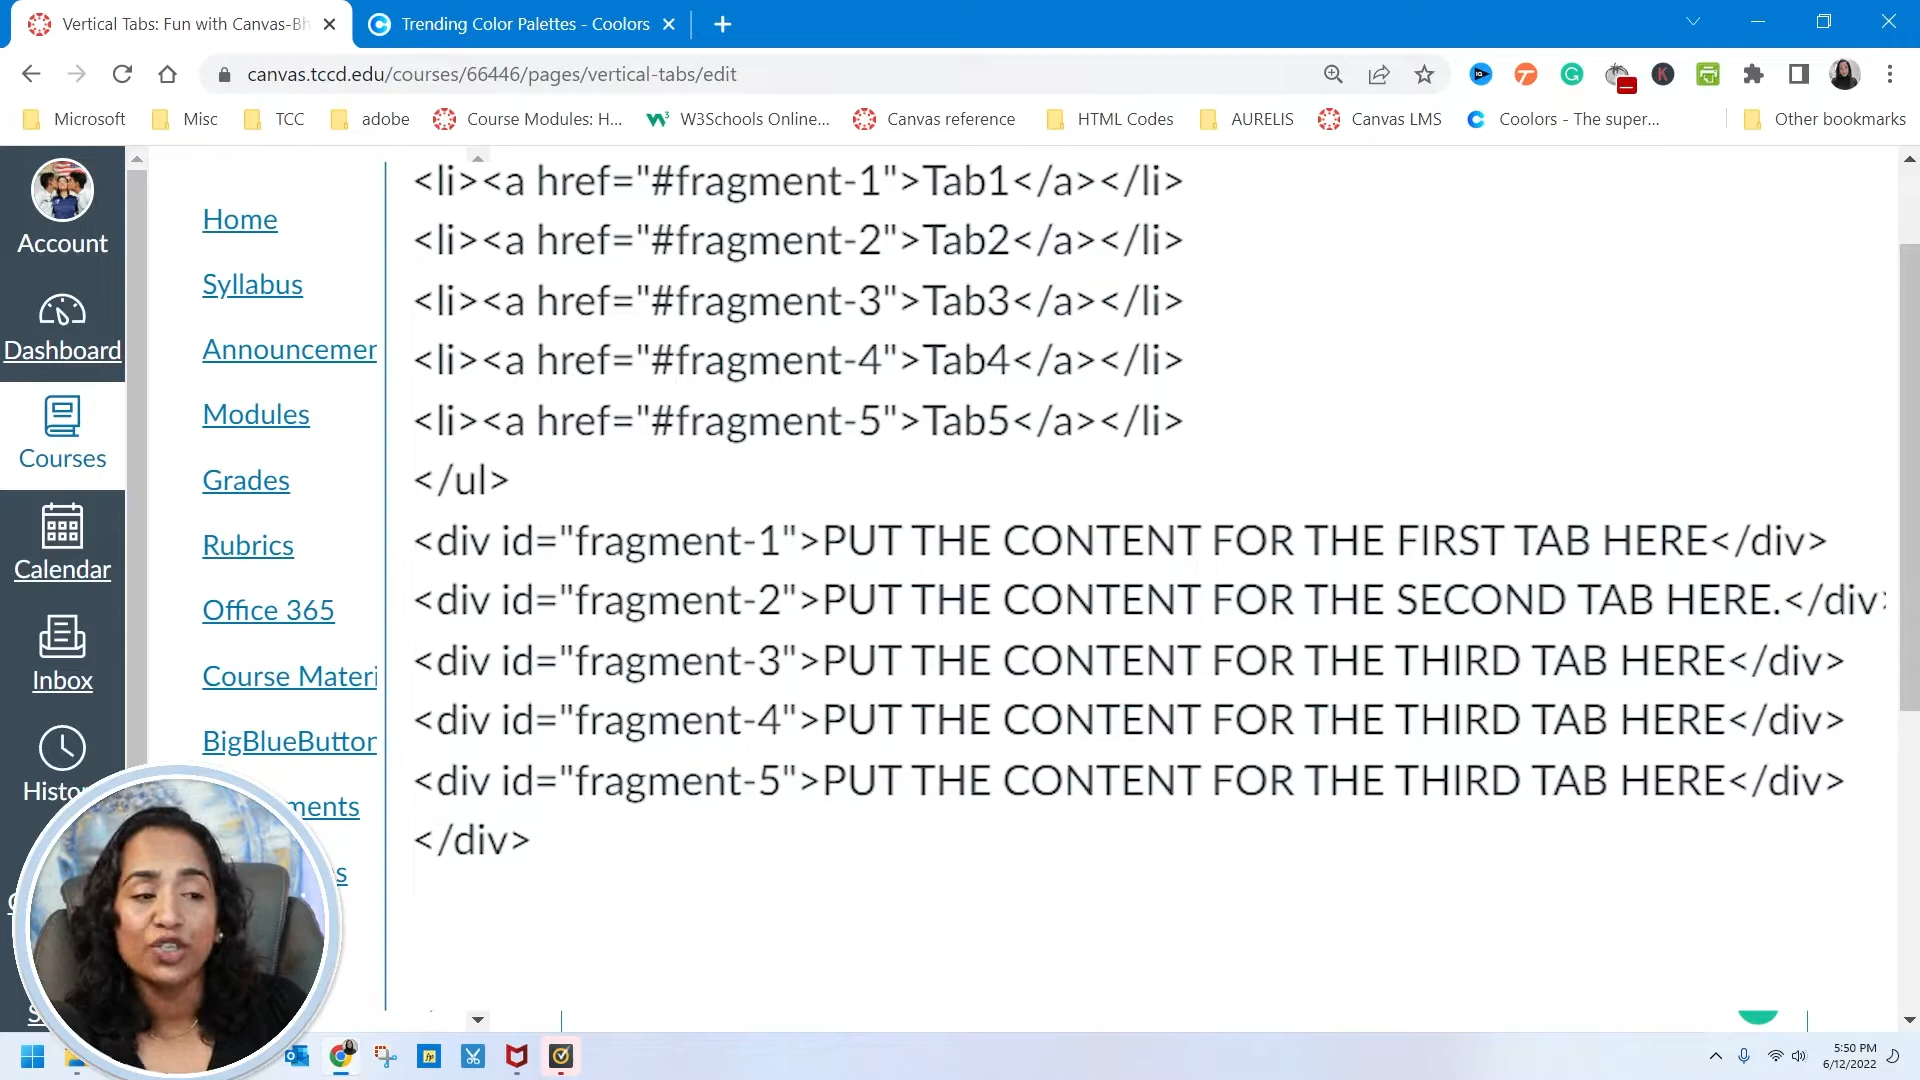 Vertical Tabs: Fun with Canvas-Bh
Trending Color Palettes - Coolors
canvas.tccd.edu/courses/66446/pages/vertical-tabs/edit
Microsoft Misc TCC adobe Course Modules: H... W3Schools Online... Canvas reference HTML Codes AURELIS Canvas LMS Coolors - The super... Other bookmarks
Account
Dashboard
Courses
Calendar
Inbox
Home
Syllabus
Announcemen
Modules
Grades
Rubrics
Office 365
Course Materi
BigBlueButton
ments
s
<li><a href="#fragment-1">Tab1</a></li>
<li><a href="#fragment-2">Tab2</a></li>
<li><a href="#fragment-3">Tab3</a></li>
<li><a href="#fragment-4">Tab4</a></li>
<li><a href="#fragment-5">Tab5</a></li>
</ul>
<div id="fragment-1">PUT THE CONTENT FOR THE FIRST TAB HERE</div>
<div id="fragment-2">PUT THE CONTENT FOR THE SECOND TAB HERE.</div>
<div id="fragment-3">PUT THE CONTENT FOR THE THIRD TAB HERE</div>
<div id="fragment-4">PUT THE CONTENT FOR THE THIRD TAB HERE</div>
<div id="fragment-5">PUT THE CONTENT FOR THE THIRD TAB HERE</div>
</div>
5:50 PM
6/12/2022